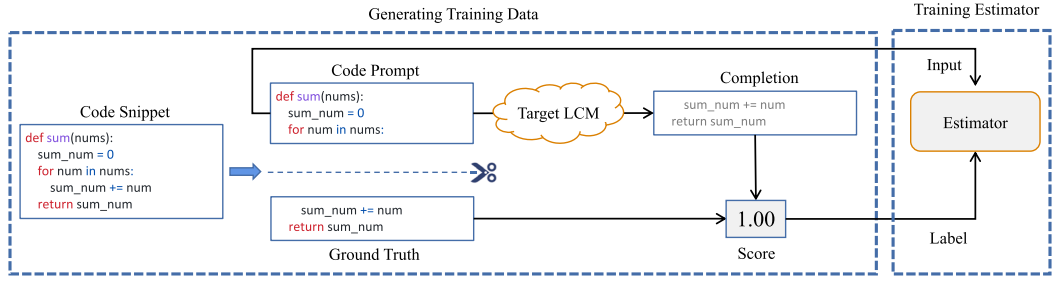 Generating Training Data
Training Estimator
Code Snippet
def sum(nums):
sum_num = 0
for num in nums:
sum_num += num
return sum_num
Code Prompt
def sum(nums):
sum_num = 0
for num in nums:
Target LCM
Completion
sum_num += num
return sum_num
sum_num += num
return sum_num
Ground Truth
1.00
Score
Input
Estimator
Label